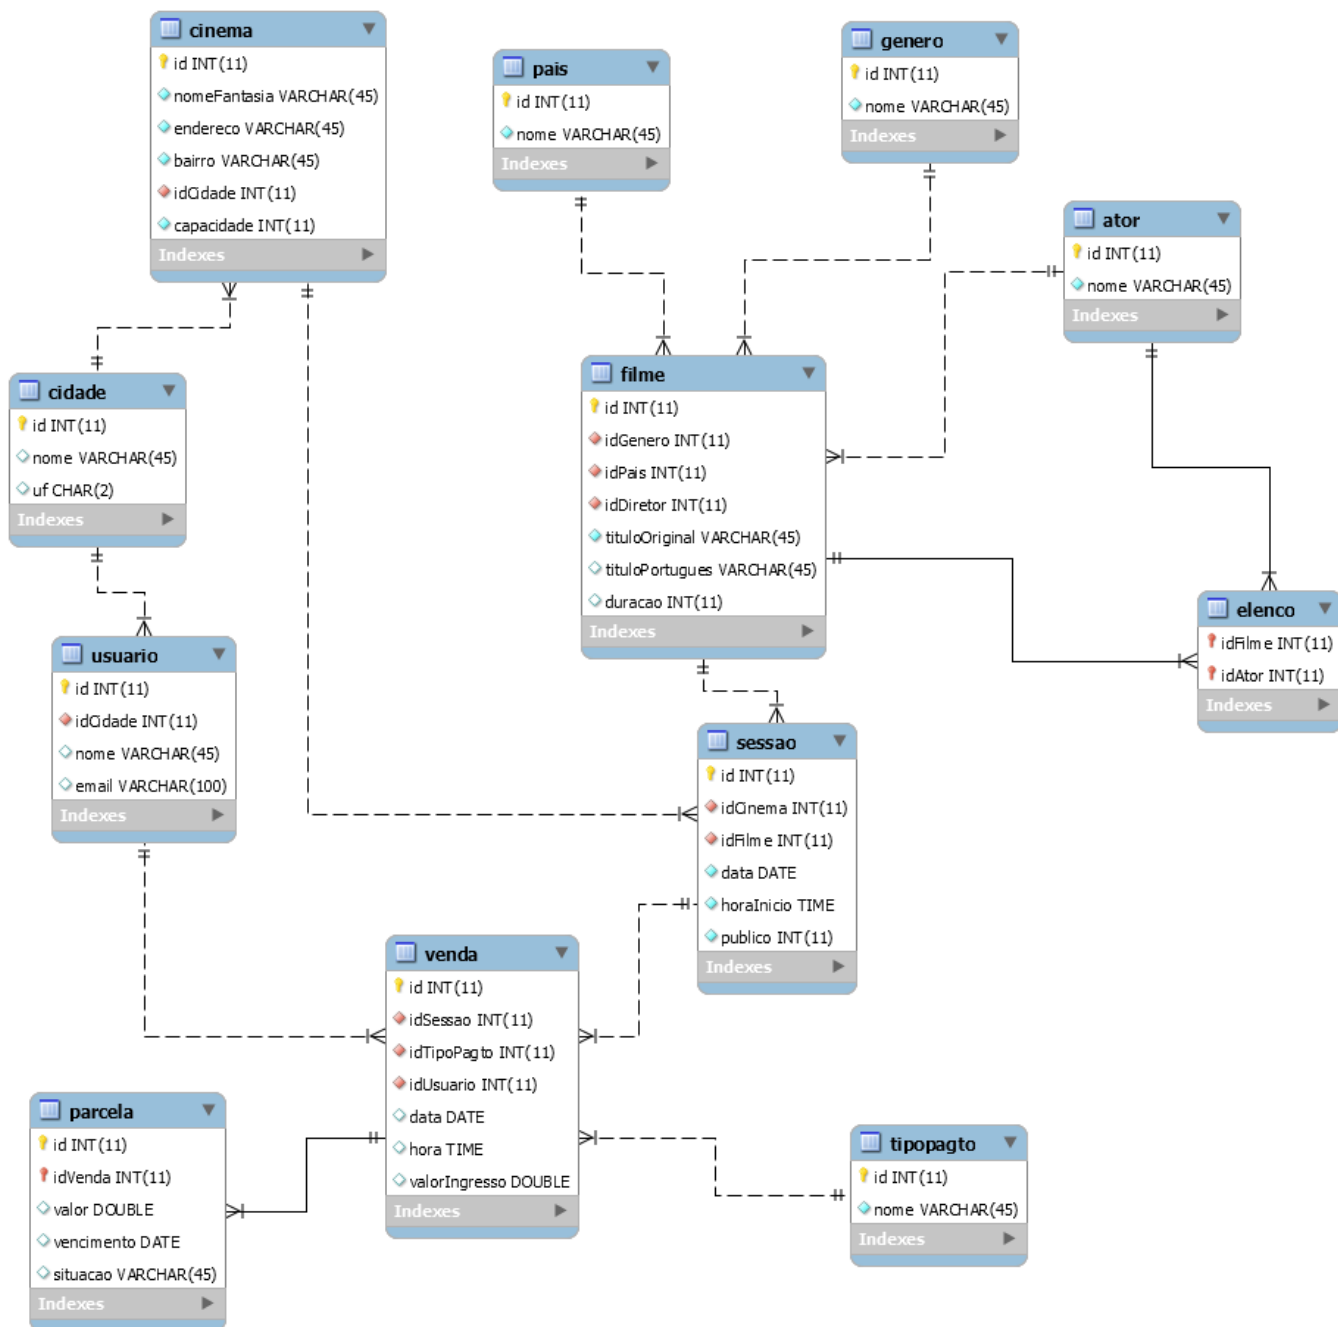 cinema
id INT(11)
nomeFantasia VARCHAR(45)
endereco VARCHAR(45)
bairro VARCHAR(45)
idCidade INT(11)
capacidade INT(11)
Indexes
pais
id INT(11)
nome VARCHAR(45)
Indexes
genero
id INT(11)
nome VARCHAR(45)
Indexes
ator
id INT(11)
nome VARCHAR(45)
Indexes
cidade
id INT(11)
nome VARCHAR(45)
uf CHAR(2)
Indexes
filme
id INT(11)
idGenero INT(11)
idPais INT(11)
idDiretor INT(11)
tituloOriginal VARCHAR(45)
tituloPortugues VARCHAR(45)
duracao INT(11)
Indexes
elenco
idFilme INT(11)
idAtor INT(11)
Indexes
usuario
id INT(11)
idCidade INT(11)
nome VARCHAR(45)
email VARCHAR(100)
Indexes
sessao
id INT(11)
idCinema INT(11)
idFilme INT(11)
data DATE
horaInicio TIME
publico INT(11)
Indexes
venda
id INT(11)
idSessao INT(11)
idTipoPagto INT(11)
idUsuario INT(11)
data DATE
hora TIME
valorIngresso DOUBLE
Indexes
parcela
id INT(11)
idVenda INT(11)
valor DOUBLE
vencimento DATE
situacao VARCHAR(45)
Indexes
tipopagto
id INT(11)
nome VARCHAR(45)
Indexes